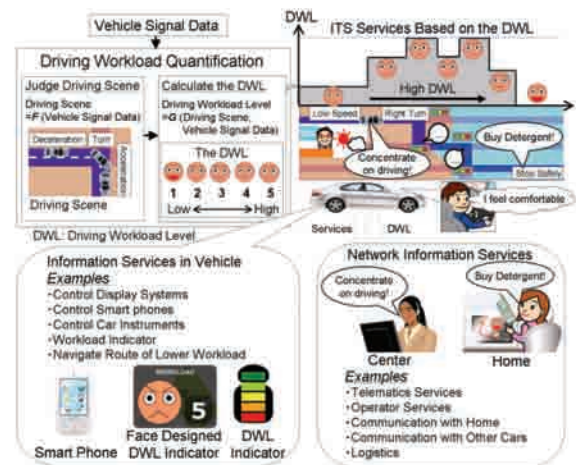 Vehicle Signal Data
Driving Workload Quantification
Judge Driving Scene
Driving Scene
=F (Vehicle Signal Data)
Deceleration
Turn
Acceleration
Driving Scene
Calculate the DWL
Driving Workload Level
=G (Driving Scene,
Vehicle Signal Data)
The DWL
1 2 3 4 5
Low High
DWL: Driving Workload Level
DWL
ITS Services Based on the DWL
High DWL
Low Speed
Right Turn
Concentrate
on driving!
Buy Detergent!
Stop Safely
I feel comfortable
Services
DWL
Information Services in Vehicle
Examples
•Control Display Systems
•Control Smart phones
•Control Car Instruments
•Workload Indicator
•Navigate Route of Lower Workload
Smart Phone
WORKLOAD
5
Face Designed
DWL Indicator
DWL
Indicator
Network Information Services
Concentrate
on driving!
Buy Detergent!
Center
Home
Examples
•Telematics Services
•Operator Services
•Communication with Home
•Communication with Other Cars
•Logistics